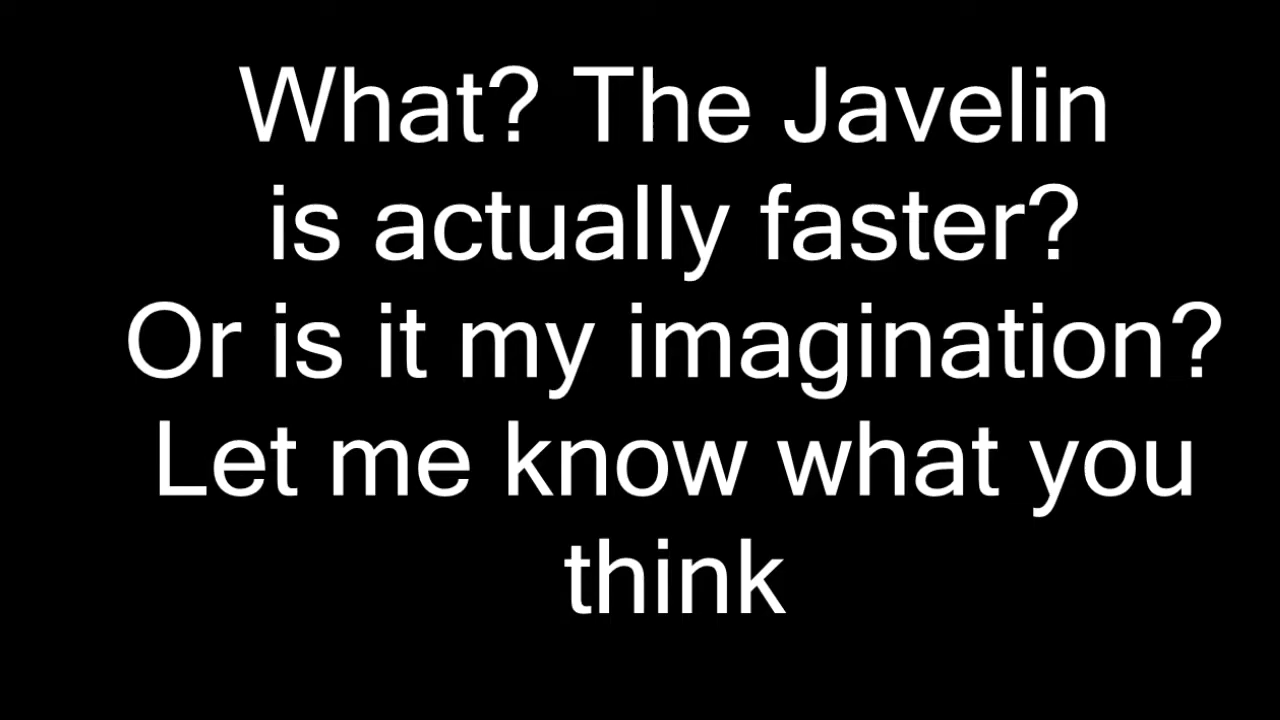 What? The Javelin
is actually faster?
Or is it my imagination?
Let me know what you
think